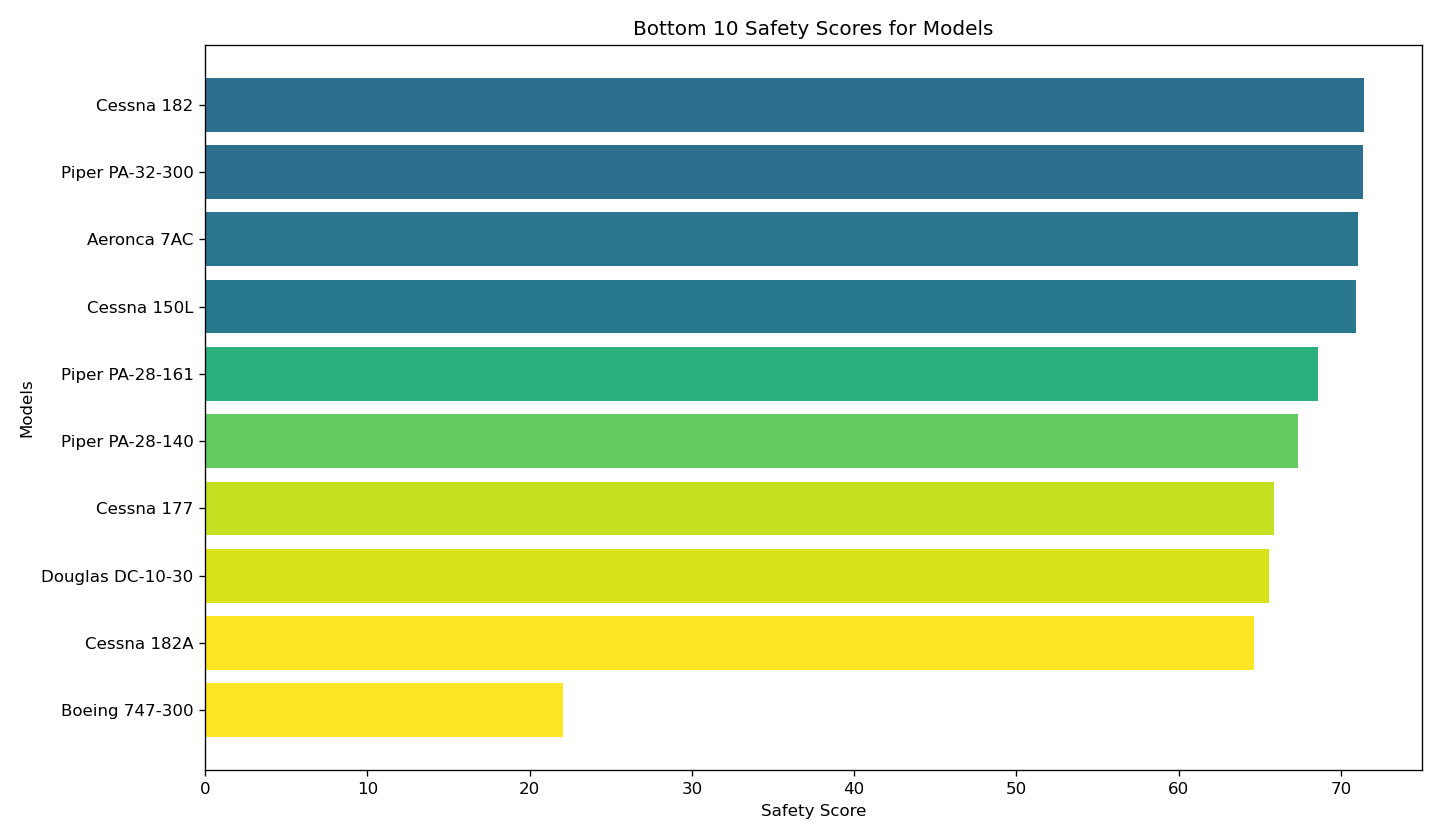 Bottom 10 Safety Scores for Models
Models
Cessna 182
Piper PA-32-300
Aeronca 7AC
Cessna 150L
Piper PA-28-161
Piper PA-28-140
Cessna 177
Douglas DC-10-30
Cessna 182A
Boeing 747-300
0 10 20 30 40 50 60 70
Safety Score